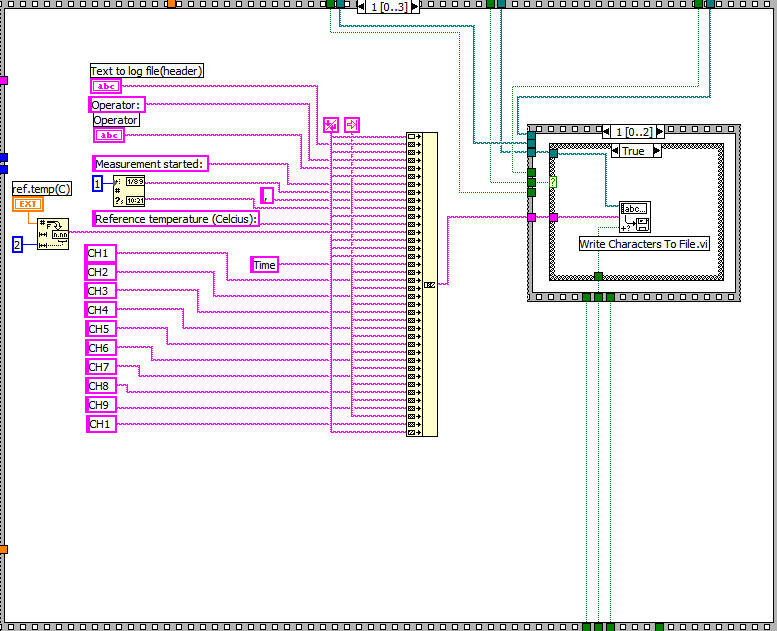 1 [0..3]
Text to log file(header)
abc
Operator:
Operator
abc
1 [0..2]
True
Measurement started:
1
ref.temp(C)
EXT
2
Reference temperature (Celcius):
abc...
Write Characters To File.vi
CH1
Time
CH2
CH3
CH4
CH5
CH6
CH7
CH8
CH9
CH1